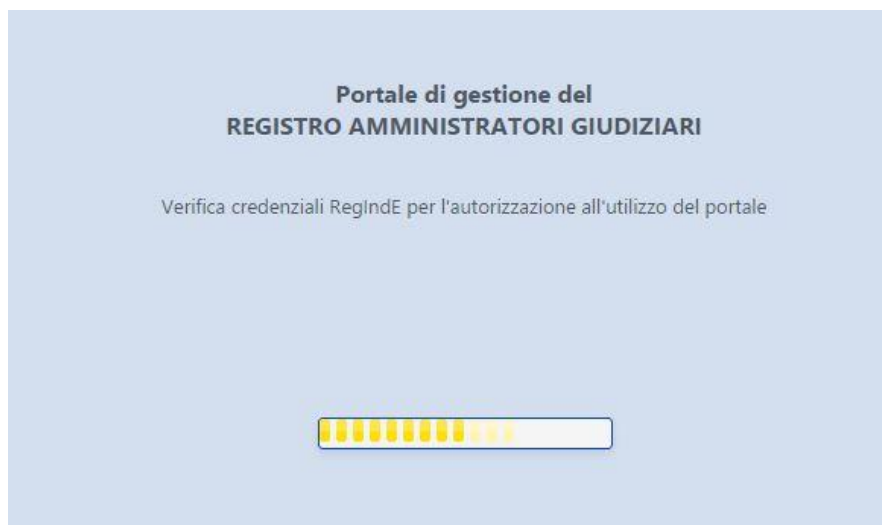 Portale di gestione del
REGISTRO AMMINISTRATORI GIUDIZIARI
Verifica credenziali RegIndE per l'autorizzazione all'utilizzo del portale